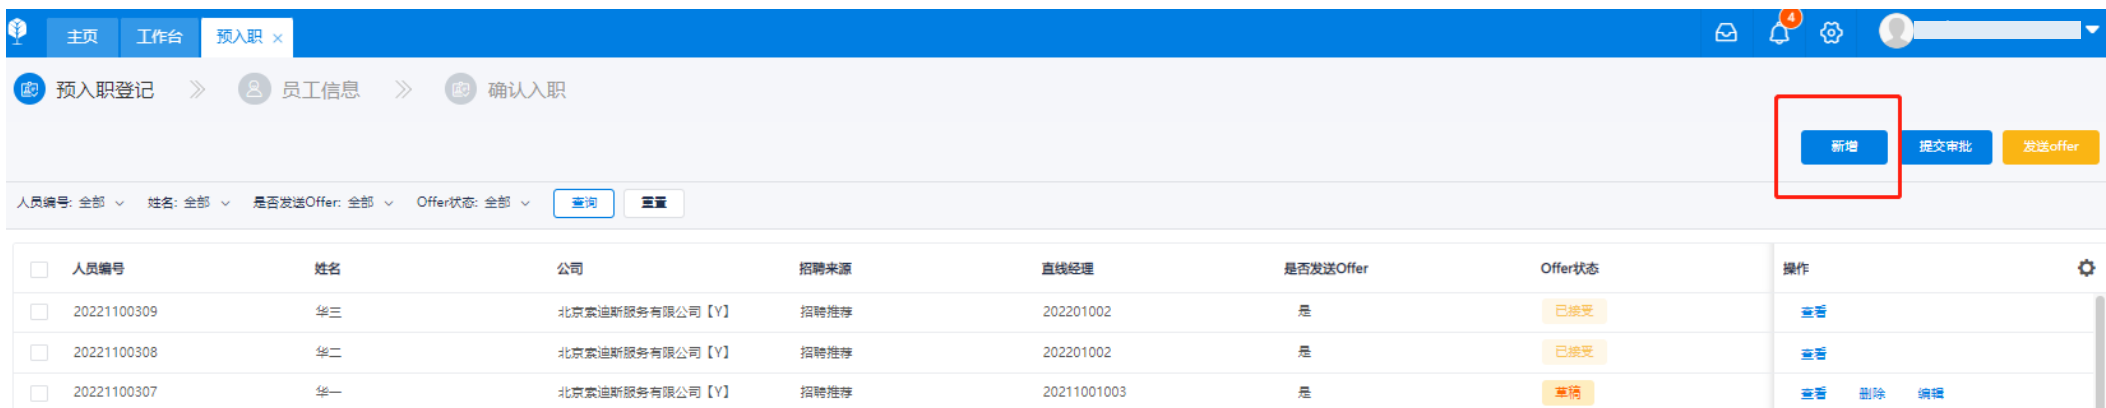 主页 工作台 预入职 × 4
预入职登记 员工信息 确认入职
新增 提交审批 发送offer
人员编号: 全部 姓名: 全部 是否发送Offer: 全部 Offer状态: 全部 查询 重置
人员编号 姓名 公司 招聘来源 直线经理 是否发送Offer Offer状态 操作
20221100309 华三 北京索迪斯服务有限公司【Y】 招聘推荐 202201002 是 已接受 查看
20221100308 华二 北京索迪斯服务有限公司【Y】 招聘推荐 202201002 是 已接受 查看
20221100307 华一 北京索迪斯服务有限公司【Y】 招聘推荐 20211001003 是 草稿 查看 删除 编辑